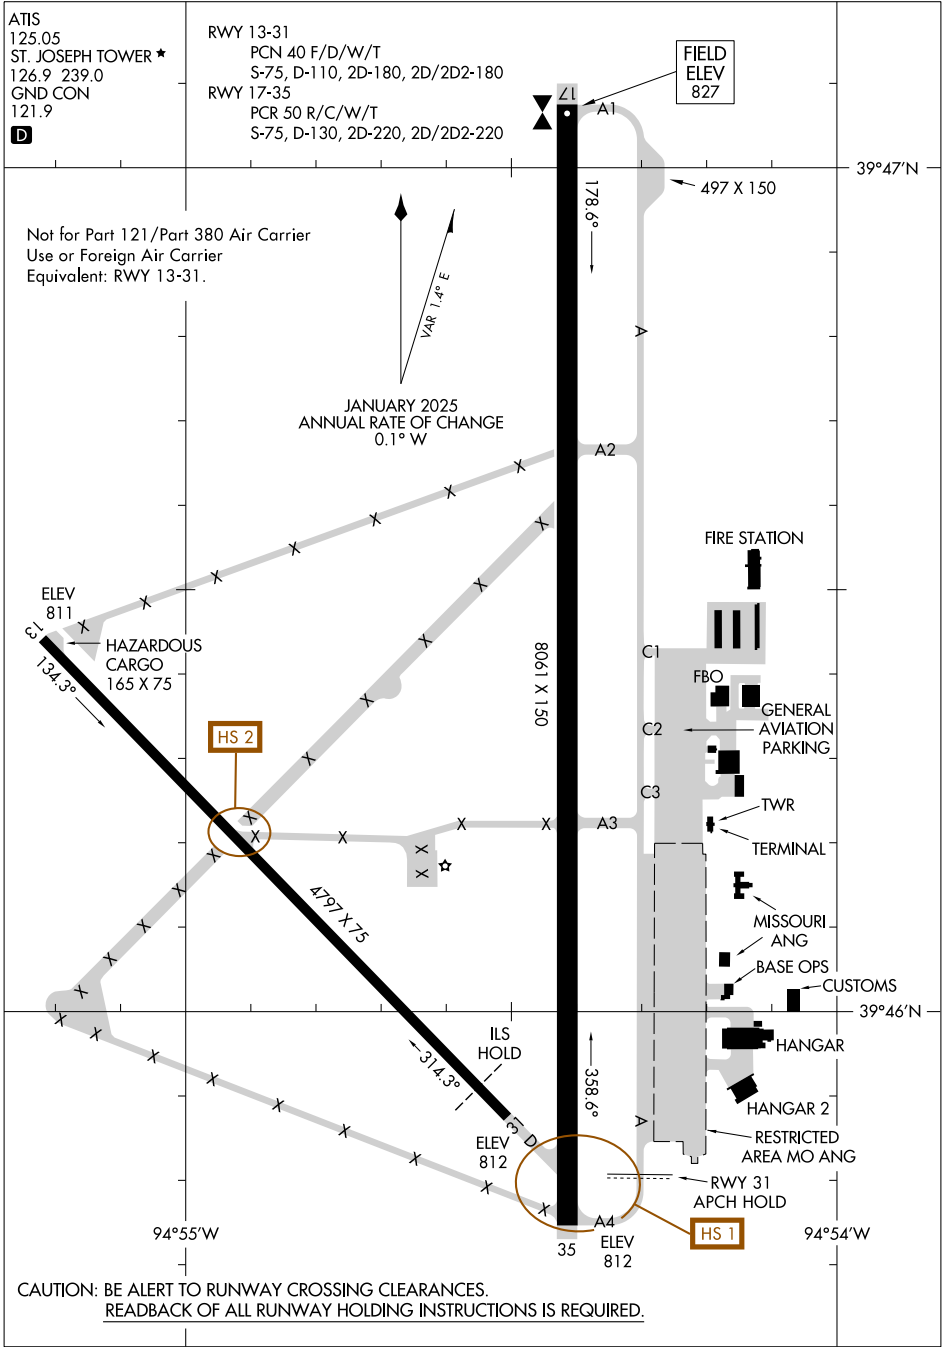 ATIS
125.05
ST. JOSEPH TOWER ★
126.9 239.0
GND CON
121.9
D
RWY 13-31
PCN 40 F/D/W/T
S-75, D-110, 2D-180, 2D/2D2-180
RWY 17-35
PCR 50 R/C/W/T
S-75, D-130, 2D-220, 2D/2D2-220
FIELD
ELEV
827
17
A1
39°47'N
497 X 150
178.6°
Not for Part 121/Part 380 Air Carrier
Use or Foreign Air Carrier
Equivalent: RWY 13-31.
VAR 1.4° E
A
JANUARY 2025
ANNUAL RATE OF CHANGE
0.1° W
A2
X X X X X X X
X X X X X X
FIRE STATION
ELEV
811
13
HAZARDOUS
CARGO
165 X 75
134.3°
8061 X 150
C1
FBO
GENERAL
AVIATION
PARKING
C2
HS 2
C3
TWR
TERMINAL
X X X X
A3
X
X
4797 X 75
MISSOURI
ANG
BASE OPS
CUSTOMS
X X X X X
39°46'N
ILS
HOLD
HANGAR
314.3°
358.6°
HANGAR 2
X X X X X X X X X
A
31
D
ELEV
812
RESTRICTED
AREA MO ANG
RWY 31
APCH HOLD
A4
HS 1
94°55'W
35
ELEV
812
94°54'W
CAUTION: BE ALERT TO RUNWAY CROSSING CLEARANCES.
READBACK OF ALL RUNWAY HOLDING INSTRUCTIONS IS REQUIRED.